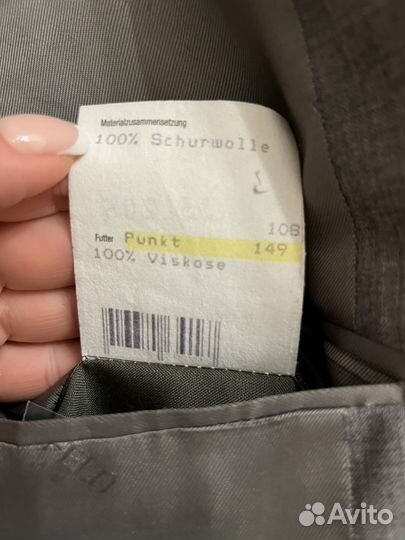 Materialzusammensetzung
100% Schurwolle
108
Futter Punkt 149
100% Viskose
Avito